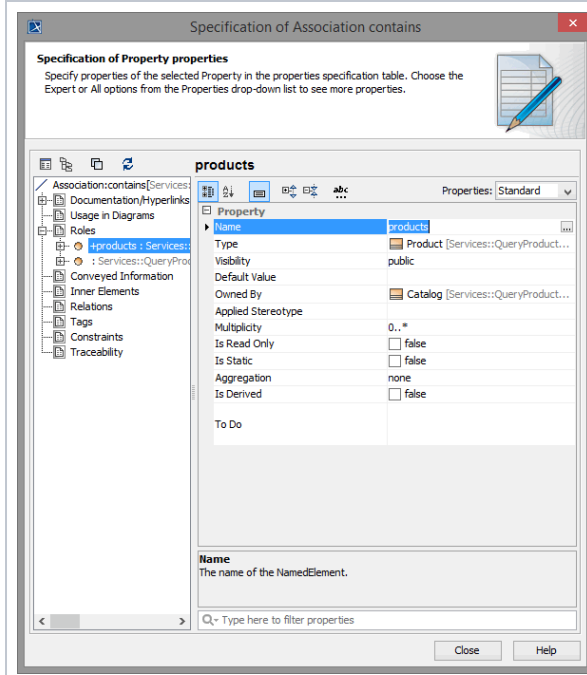 Specification of Association contains
Specification of Property properties
Specify properties of the selected Property in the properties specification table. Choose the
Expert or All options from the Properties drop-down list to see more properties.
products
Association:contains[Services:
Documentation/Hyperlinks
Usage in Diagrams
Roles
+products : Services::
: Services::QueryProd
Conveyed Information
Inner Elements
Relations
Tags
Constraints
Traceability
abc
Properties: Standard
Property
Name products ...
Type Product [Services::QueryProduct...
Visibility public
Default Value
Owned By Catalog [Services::QueryProduct...
Applied Stereotype
Multiplicity 0..*
Is Read Only false
Is Static false
Aggregation none
Is Derived false
To Do
Name
The name of the NamedElement.
Type here to filter properties
Close Help